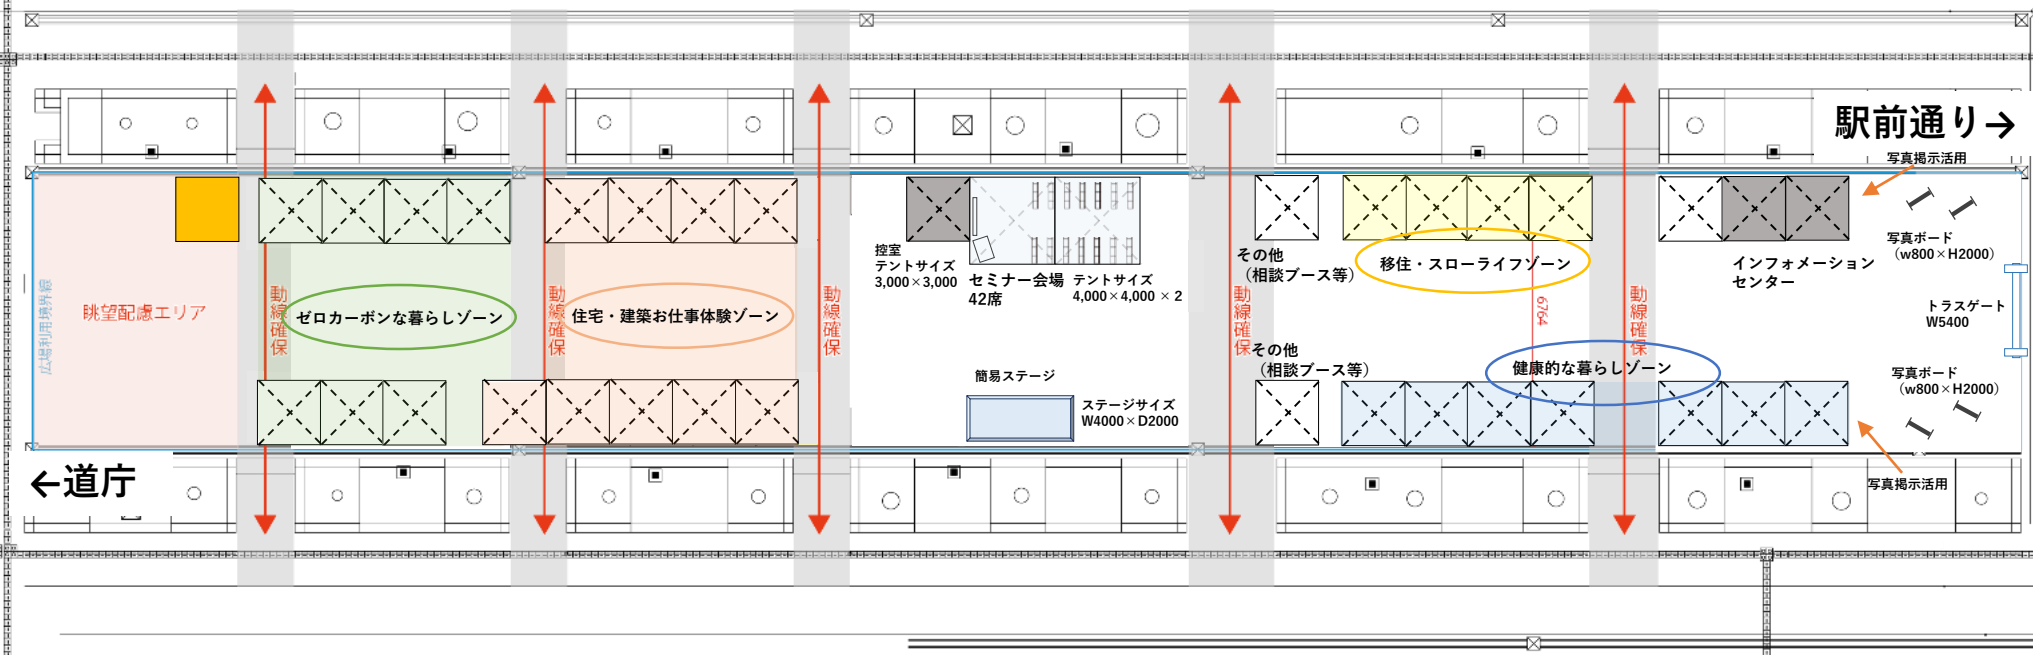 駅前通り→
写真掲示活用
控室
テントサイズ
3,000×3,000
セミナー会場
42席
テントサイズ
4,000×4,000 × 2
その他
（相談ブース等）
移住・スローライフゾーン
インフォメーション
センター
写真ボード
（w800×H2000）
広場利用境界線
眺望配慮エリア
動線確保
ゼロカーボンな暮らしゾーン
動線確保
住宅・建築お仕事体験ゾーン
動線確保
動線確保
6764
動線確保
トラスゲート
W5400
その他
（相談ブース等）
健康的な暮らしゾーン
簡易ステージ
ステージサイズ
W4000×D2000
写真ボード
（w800×H2000）
←道庁
写真掲示活用